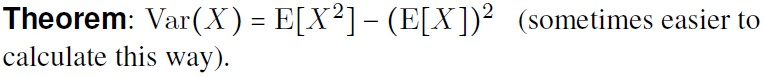 Theorem: Var(X) = E[X²] – (E[X])² (sometimes easier to
calculate this way).